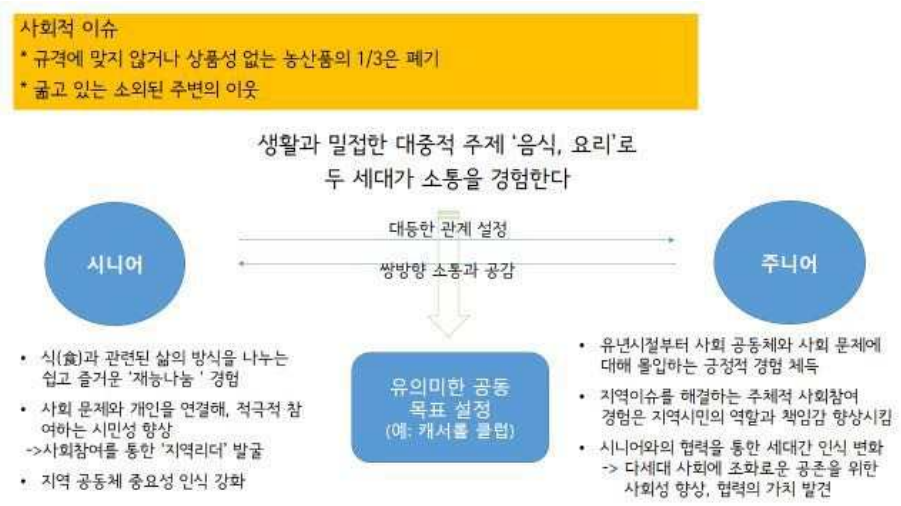 사회적 이슈
* 규격에 맞지 않거나 상품성 없는 농산품의 1/3은 폐기
* 굶고 있는 소외된 주변의 이웃
생활과 밀접한 대중적 주제 ‘음식, 요리’로
두 세대가 소통을 경험한다
대등한 관계 설정
쌍방향 소통과 공감
시니어
주니어
• 식(食)과 관련된 삶의 방식을 나누는
쉽고 즐거운 ‘재능나눔 ’ 경험
• 사회 문제와 개인을 연결해, 적극적 참
여하는 시민성 향상
->사회참여를 통한 ‘지역리더’ 발굴
• 지역 공동체 중요성 인식 강화
유의미한 공동
목표 설정
(예: 캐서롤 클럽)
• 유년시절부터 사회 공동체와 사회 문제에
대해 몰입하는 긍정적 경험 체득
• 지역이슈를 해결하는 주체적 사회참여
경험은 지역시민의 역할과 책임감 향상시킴
• 시니어와의 협력을 통한 세대간 인식 변화
-> 다세대 사회에 조화로운 공존을 위한
사회성 향상, 협력의 가치 발견